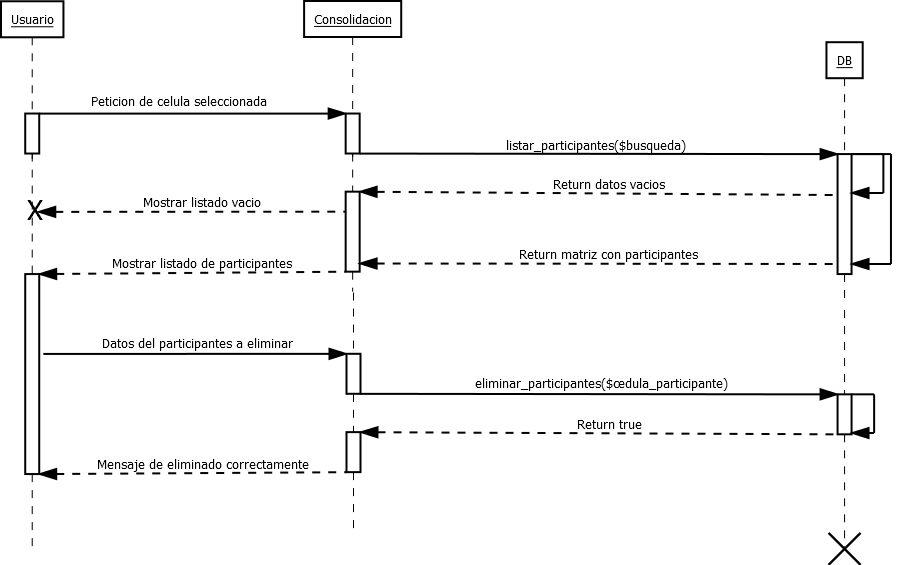 Usuario
Consolidacion
DB
Peticion de celula seleccionada
listar_participantes($busqueda)
Return datos vacios
Mostrar listado vacio
Return matriz con participantes
Mostrar listado de participantes
Datos del participantes a eliminar
eliminar_participantes($cedula_participante)
Return true
Mensaje de eliminado correctamente